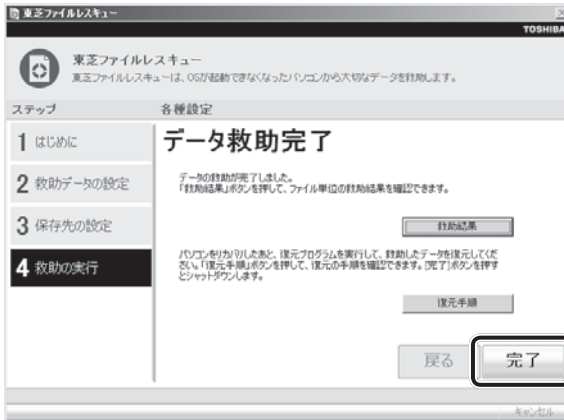 東芝ファイルレスキュー
TOSHIBA
東芝ファイルレスキュー
東芝ファイルレスキューは、OSが起動できなくなったパソコンから大切なデータを救助します。
ステップ
各種設定
1 はじめに
2 救助データの設定
3 保存先の設定
4 救助の実行
データ救助完了
データの救助が完了しました。
「救助結果」ボタンを押して、ファイル単位の救助結果を確認できます。
救助結果
パソコンをリカバリしたあと、復元プログラムを実行して、救助したデータを復元してくだ
さい。「復元手順」ボタンを押して、復元の手順を確認できます。[完了]ボタンを押す
とシャットダウンします。
復元手順
戻る
完了
キャンセル